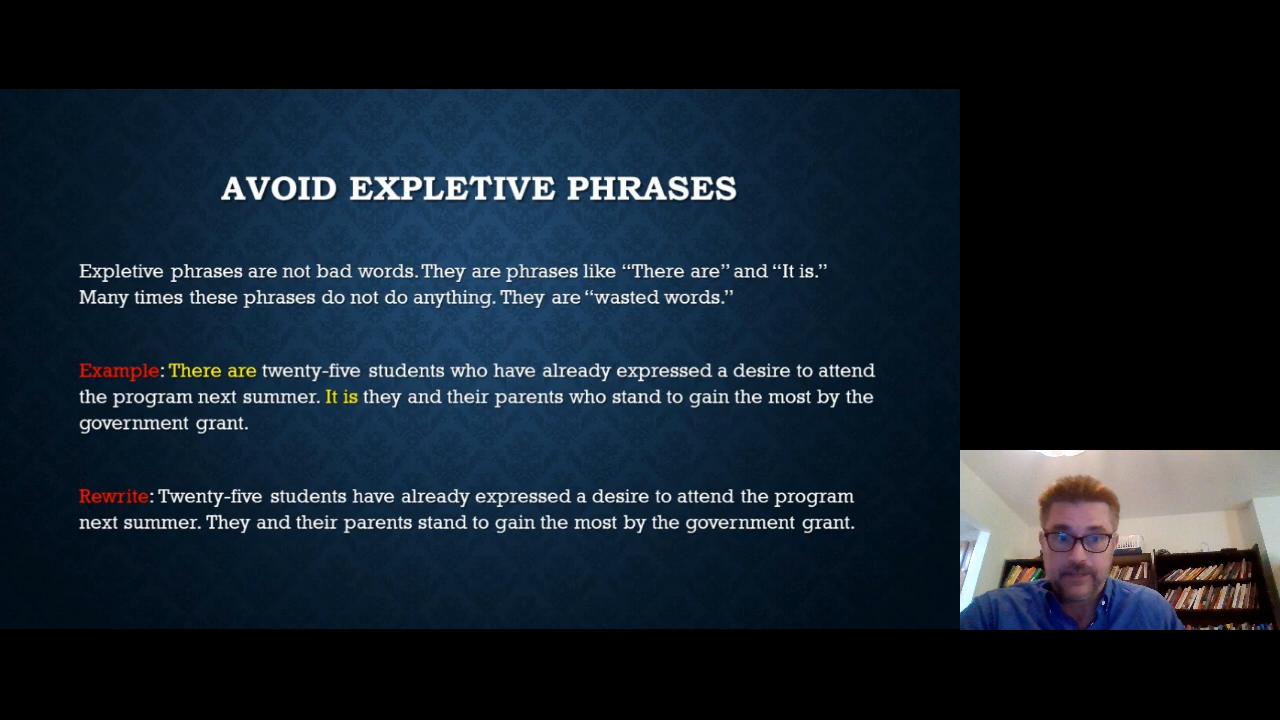 AVOID EXPLETIVE PHRASES
Expletive phrases are not bad words. They are phrases like “There are” and “It is.”
Many times these phrases do not do anything. They are “wasted words.”
Example: There are twenty-five students who have already expressed a desire to attend
the program next summer. It is they and their parents who stand to gain the most by the
government grant.
Rewrite: Twenty-five students have already expressed a desire to attend the program
next summer. They and their parents stand to gain the most by the government grant.